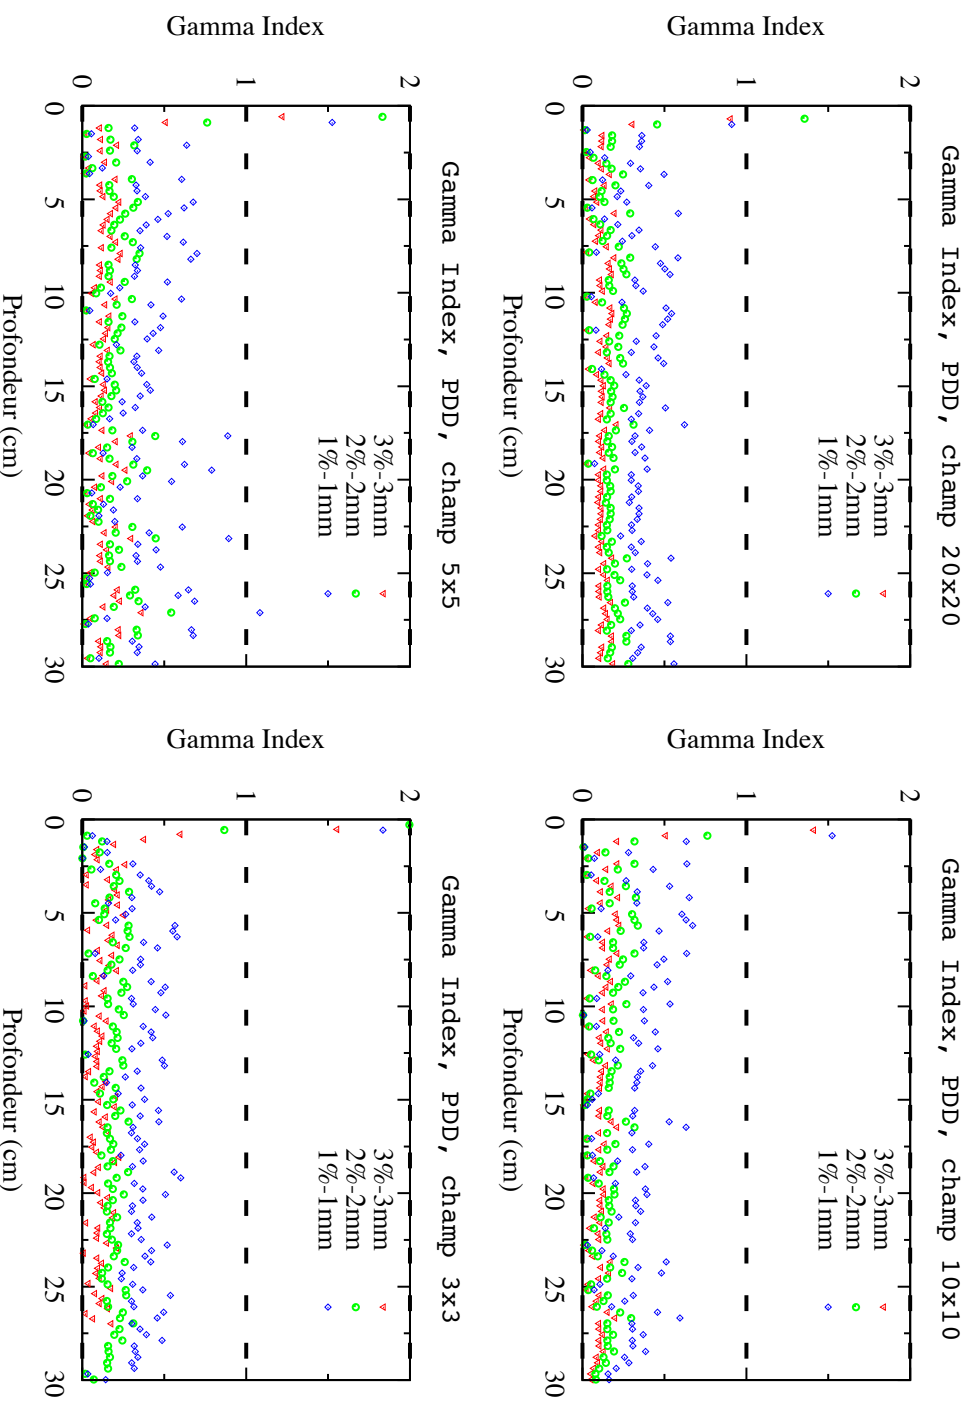 Gamma Index, PDD, champ 20x20
Gamma Index
2
1
0
3%-3mm
2%-2mm
1%-1mm
0 5 10 15 20 25 30
Profondeur (cm)
Gamma Index, PDD, champ 10x10
Gamma Index
2
1
0
3%-3mm
2%-2mm
1%-1mm
0 5 10 15 20 25 30
Profondeur (cm)
Gamma Index, PDD, champ 5x5
Gamma Index
2
1
0
3%-3mm
2%-2mm
1%-1mm
0 5 10 15 20 25 30
Profondeur (cm)
Gamma Index, PDD, champ 3x3
Gamma Index
2
1
0
3%-3mm
2%-2mm
1%-1mm
0 5 10 15 20 25 30
Profondeur (cm)